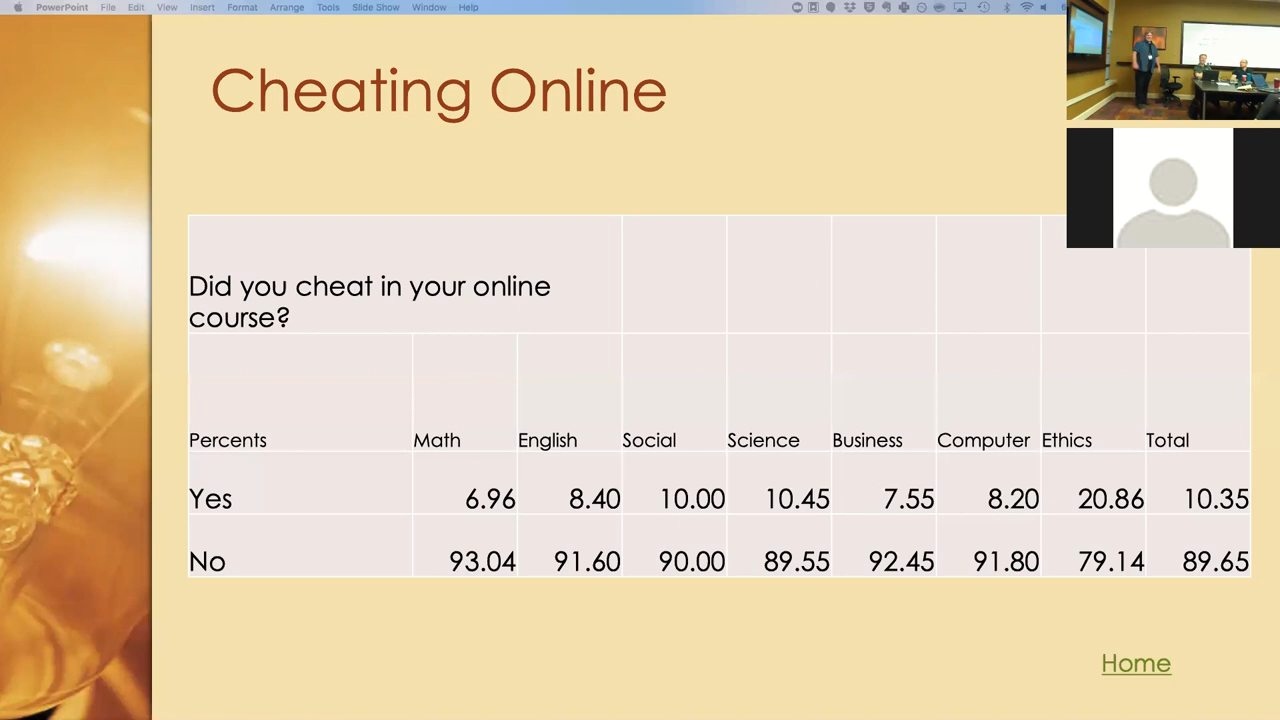 PowerPoint File Edit View Insert Format Arrange Tools Slide Show Window Help
Cheating Online
Did you cheat in your online
course?
Percents Math English Social Science Business Computer Ethics Total
Yes 6.96 8.40 10.00 10.45 7.55 8.20 20.86 10.35
No 93.04 91.60 90.00 89.55 92.45 91.80 79.14 89.65
Home